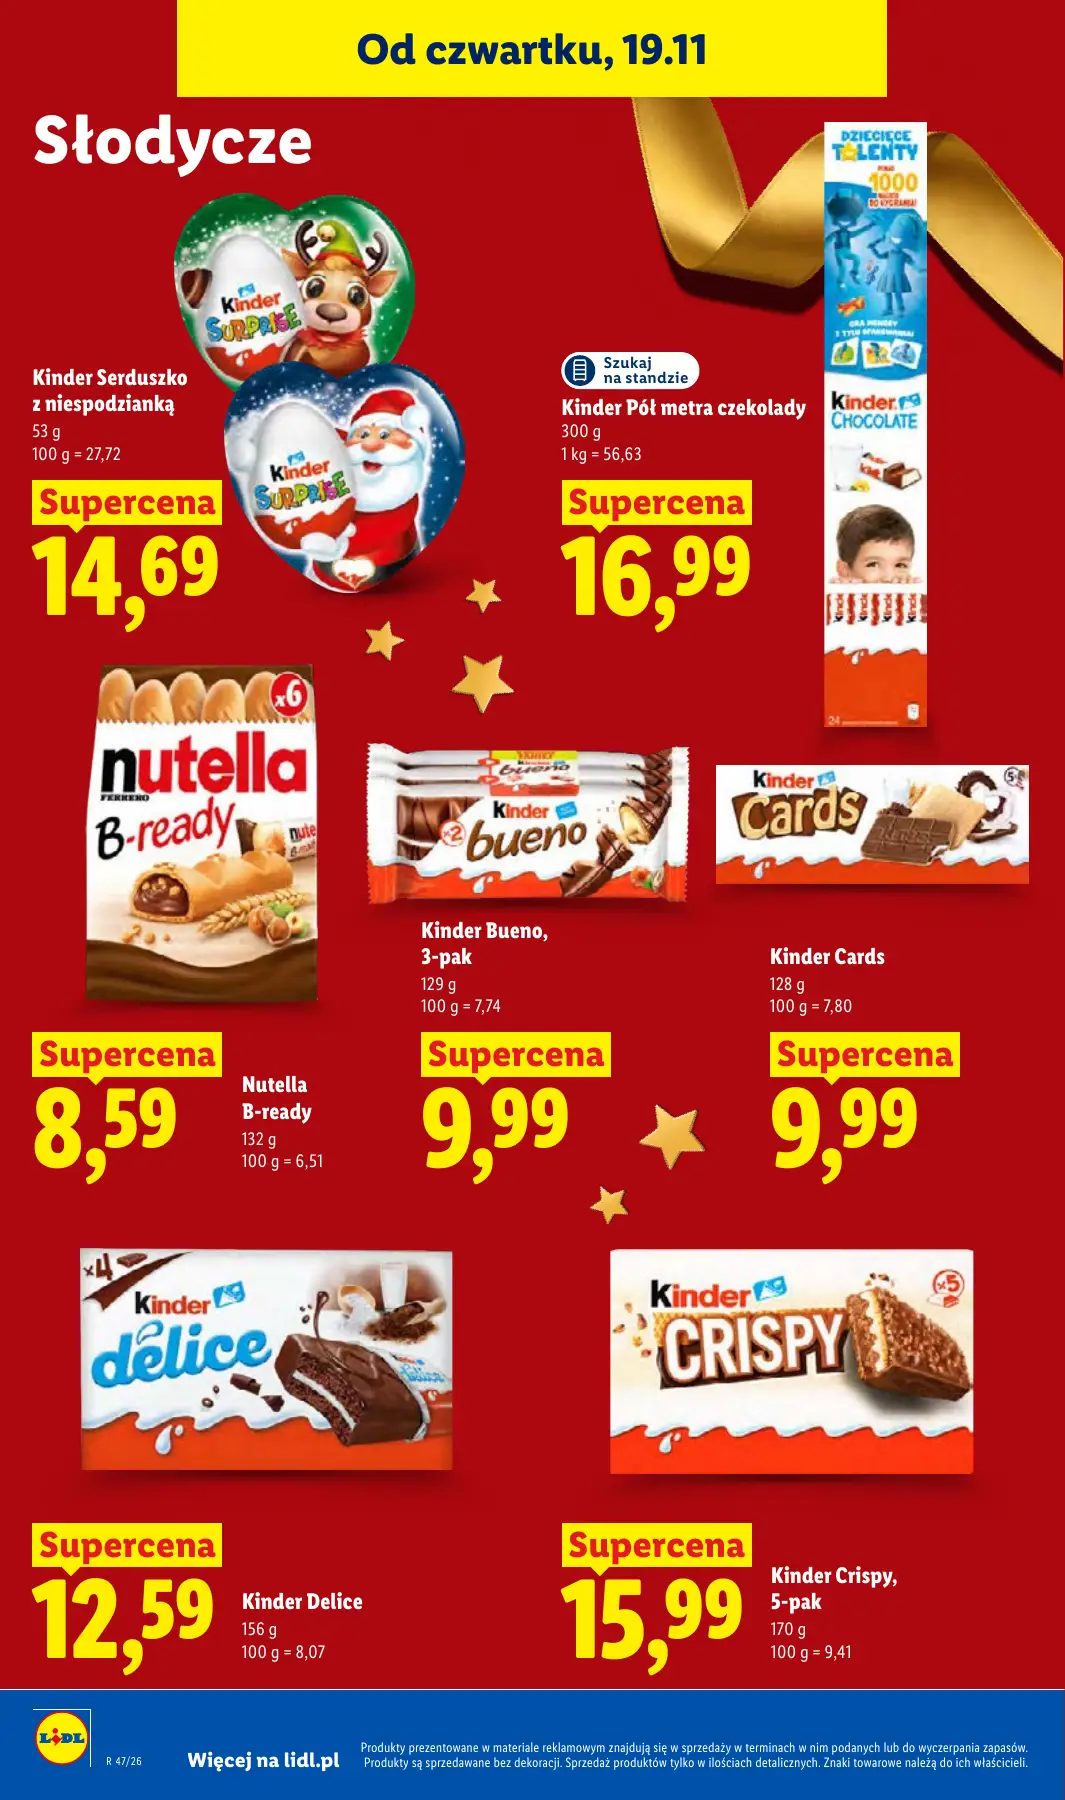 Od czwartku, 19.11
Słodycze
DZIECIĘCE
TALENTY
1000
DO WYGRANIA!
Kinder
SURPRISE
Kinder Serduszko
z niespodzianką
53 g
100 g = 27,72
Supercena
14,69
Kinder
SURPRISE
Szukaj
na standzie
Kinder Pół metra czekolady
300 g
1 kg = 56,63
Supercena
16,99
Kinder
CHOCOLATE
24
x6
nutella
FERRERO
B-ready
Kinder
bueno
x2
Kinder
Cards
Kinder Bueno,
3-pak
129 g
100 g = 7,74
Supercena
9,99
Kinder Cards
128 g
100 g = 7,80
Supercena
9,99
Supercena
8,59
Nutella
B-ready
132 g
100 g = 6,51
x4
Kinder
délice
Kinder
CRISPY
x5
Supercena
12,59
Kinder Delice
156 g
100 g = 8,07
Supercena
15,99
Kinder Crispy,
5-pak
170 g
100 g = 9,41
LIDL
R 47/26
Więcej na lidl.pl
Produkty prezentowane w materiale reklamowym znajdują się w sprzedaży w terminach w nim podanych lub do wyczerpania zapasów.
Produkty są sprzedawane bez dekoracji. Sprzedaż produktów tylko w ilościach detalicznych. Znaki towarowe należą do ich właścicieli.